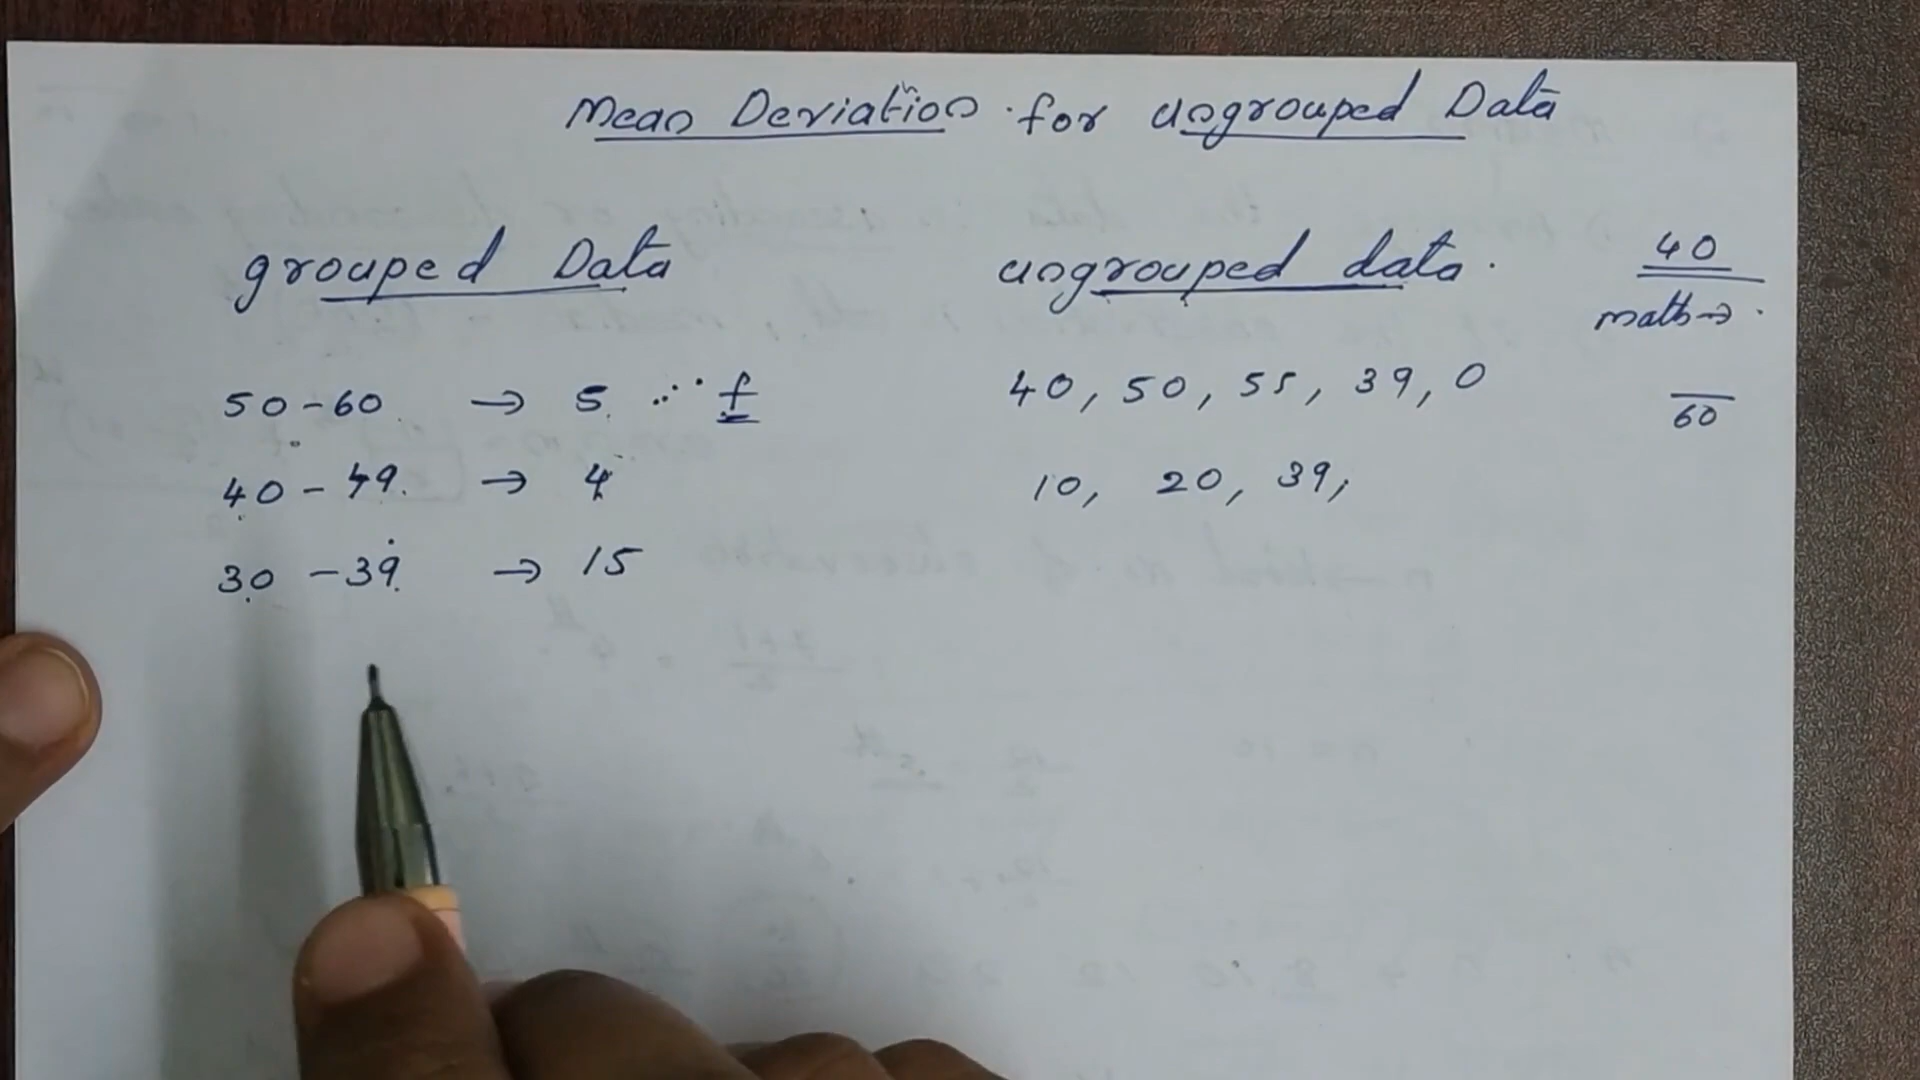 Mean Deviation for ungrouped Data
grouped Data
50-60 → 5 f
40-49 → 4
30-39 → 15
ungrouped data.
40, 50, 55, 39, 0
10, 20, 39,
40
math →
60